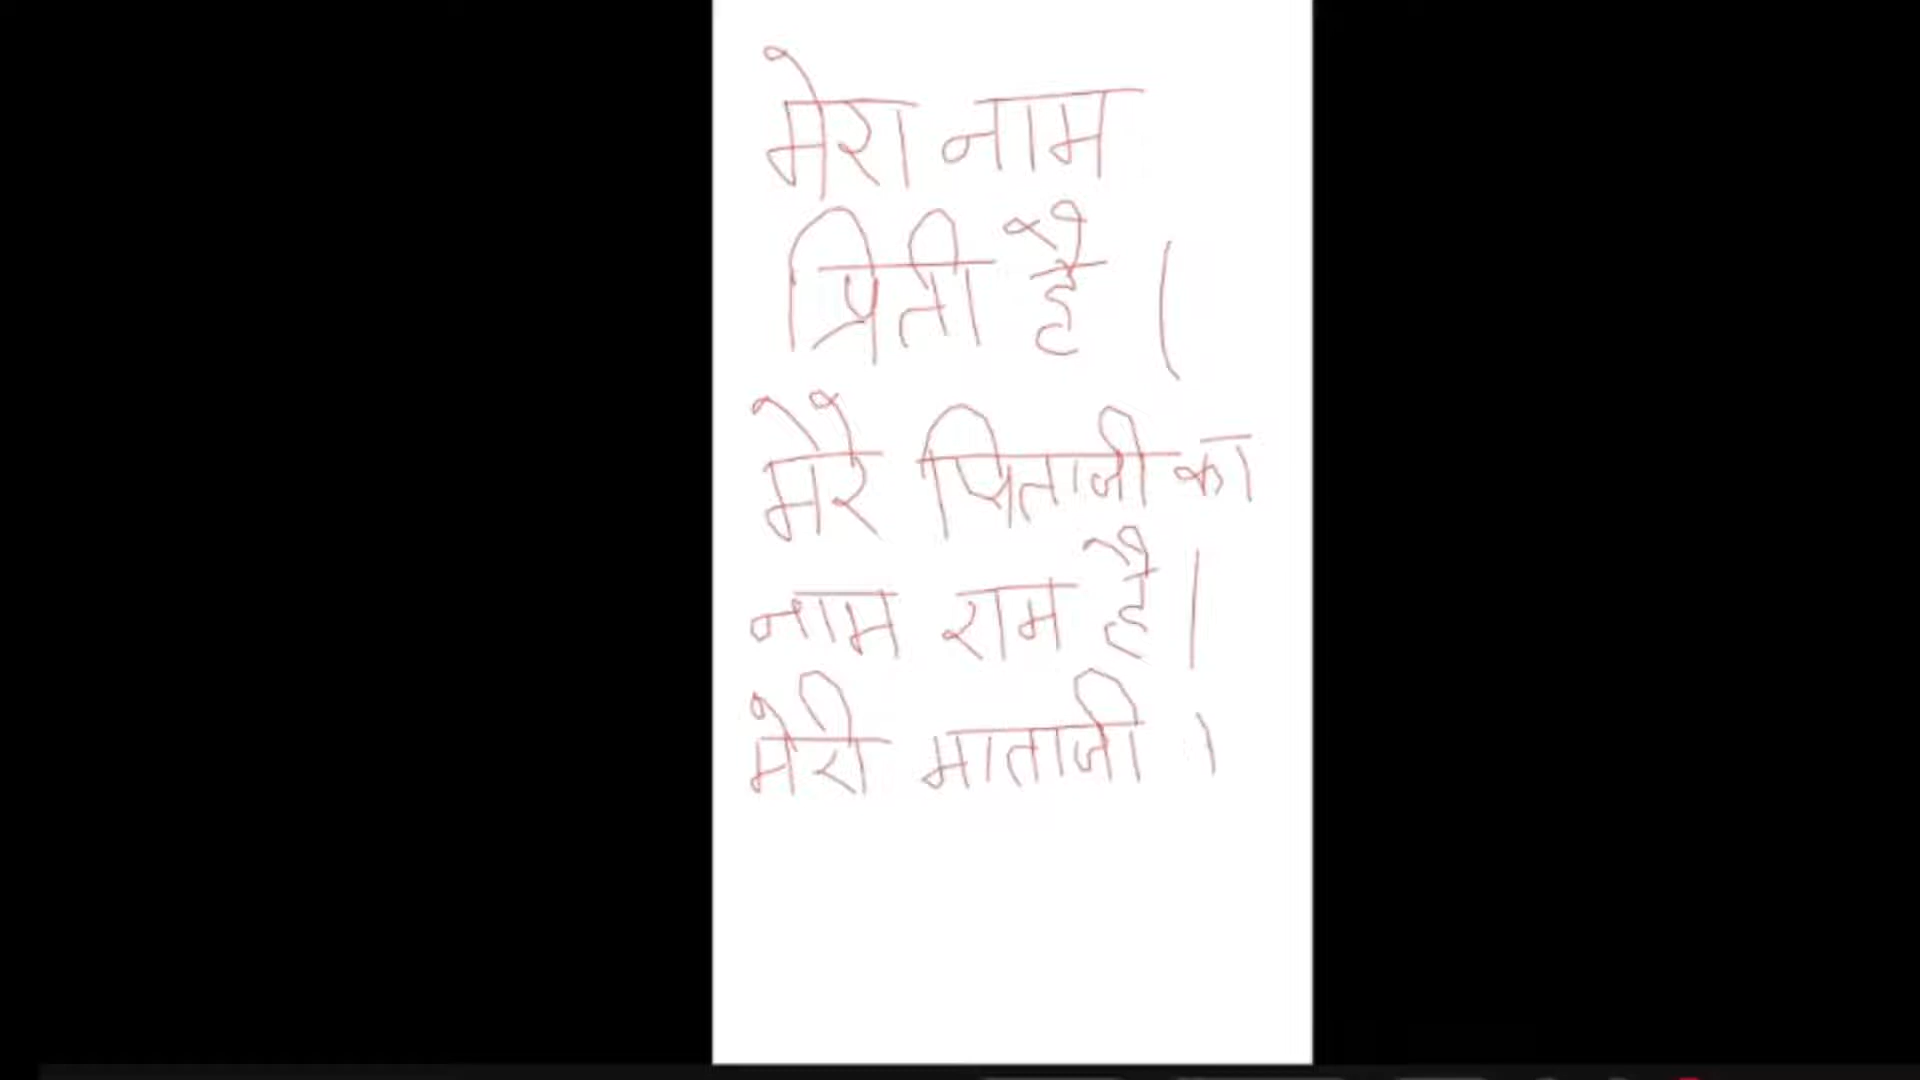 मेरा नाम
प्रिती है ।
मेरे पिताजी का
नाम राम है ।
मेरी माताजी ।